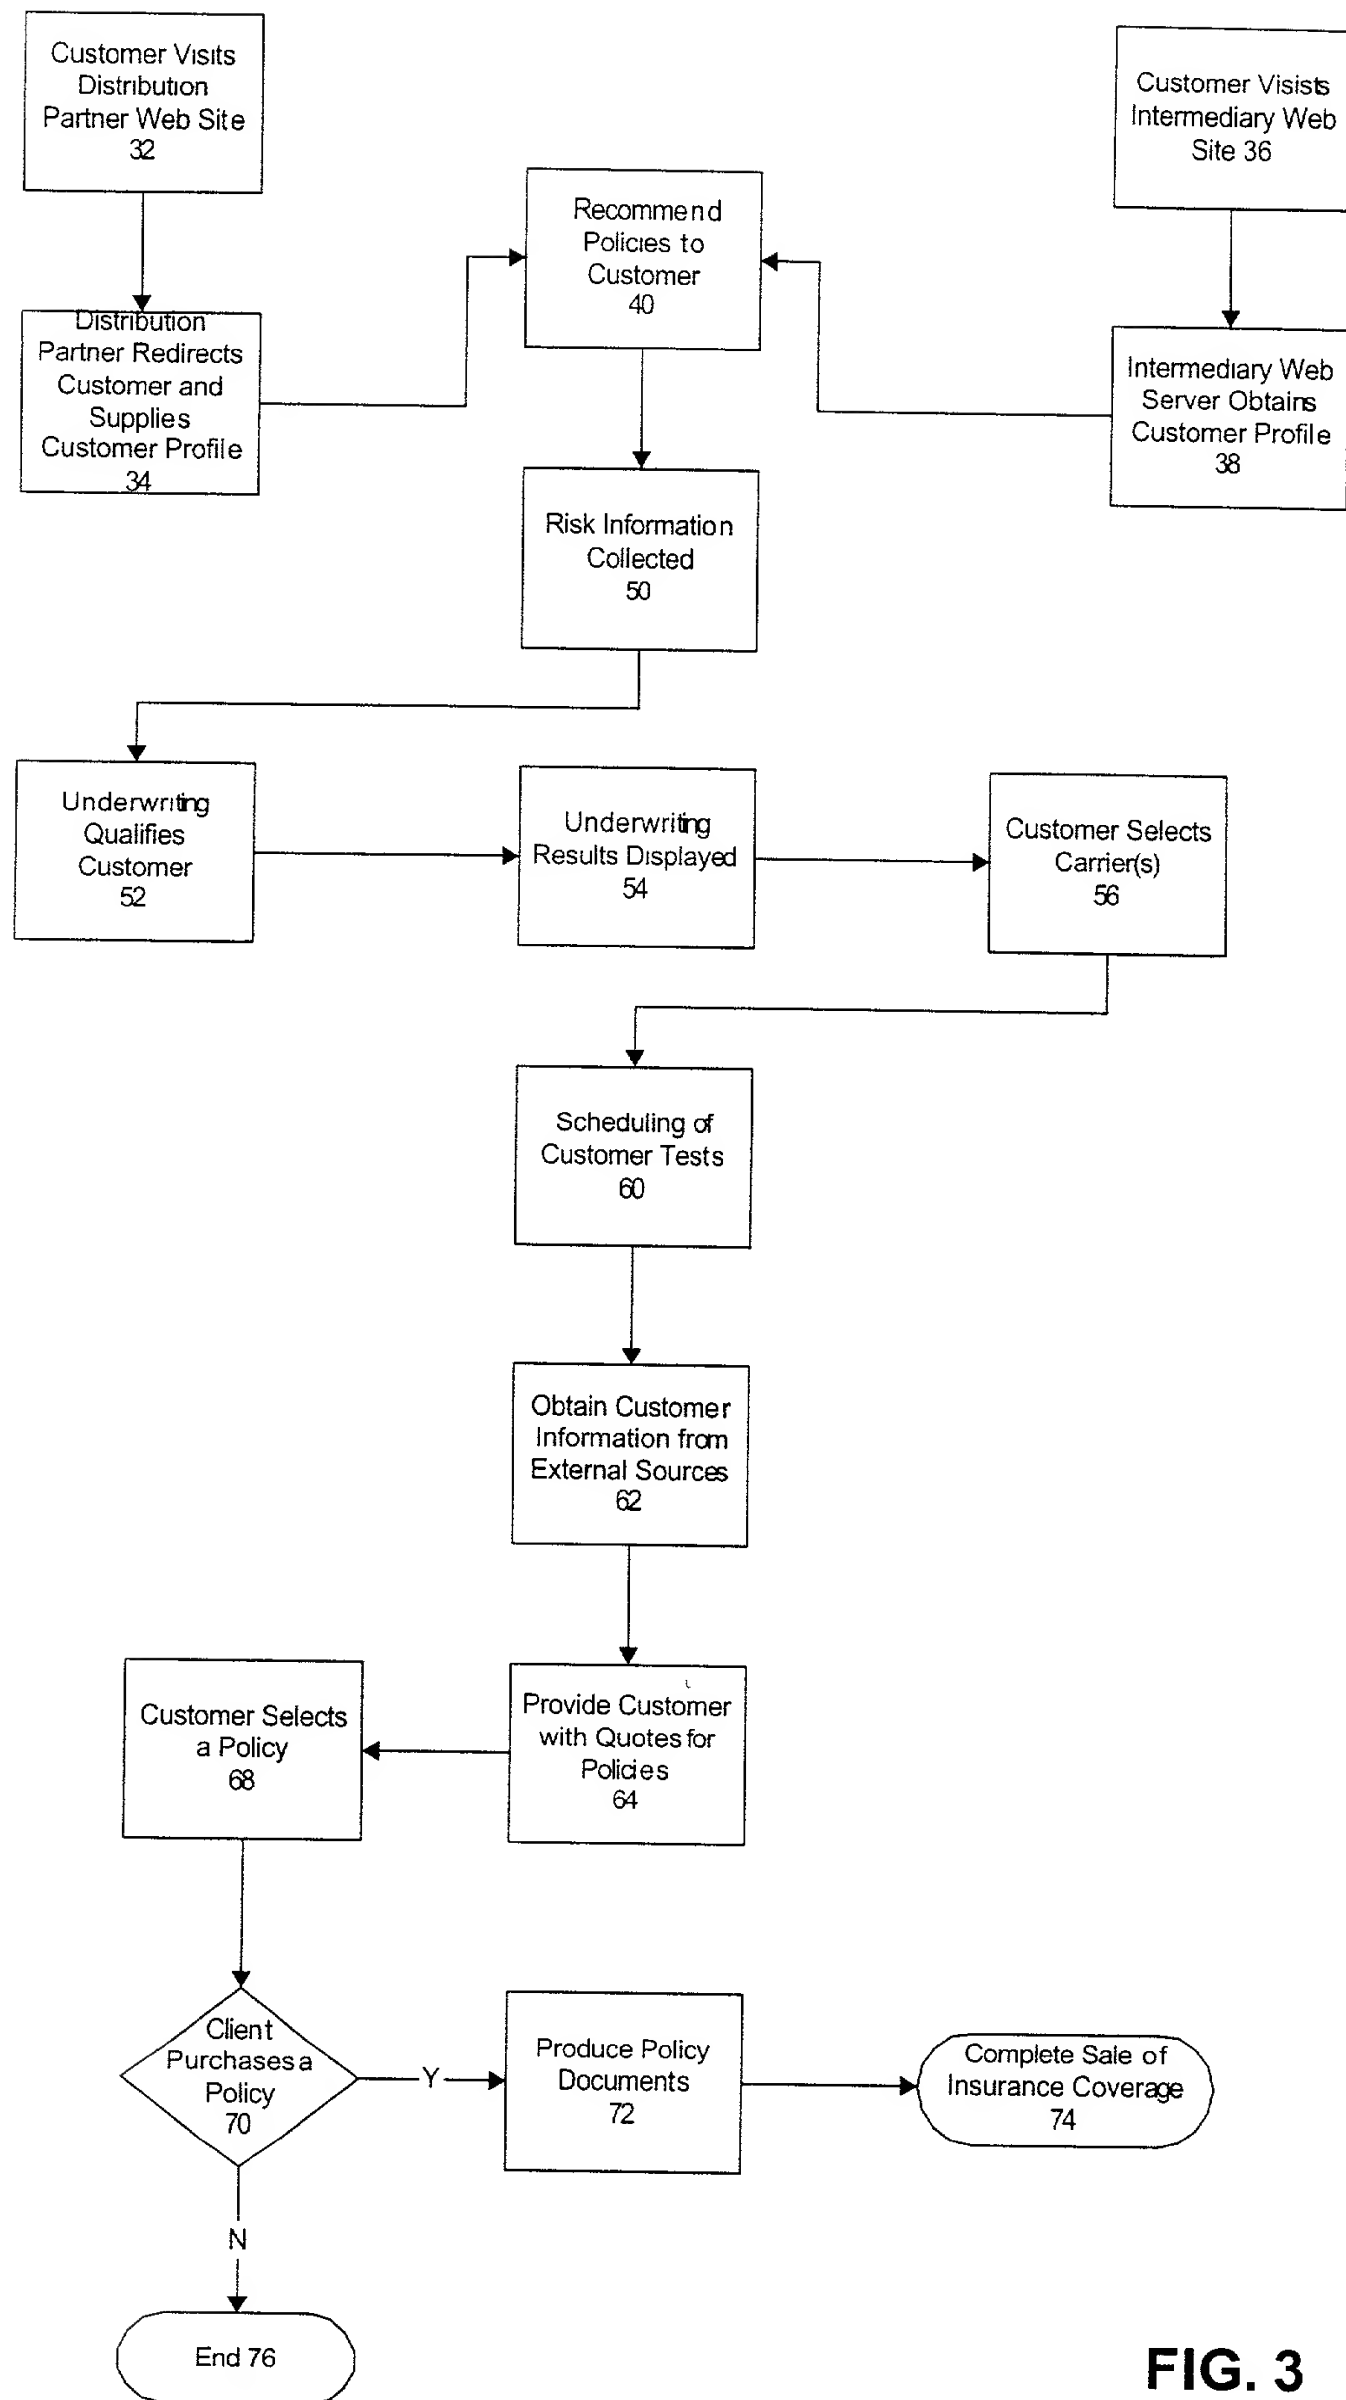 Customer Visits
Distribution
Partner Web Site
32
Customer Visists
Intermediary Web
Site 36
Recommend
Policies to
Customer
40
Distribution
Partner Redirects
Customer and
Supplies
Customer Profile
34
Intermediary Web
Server Obtains
Customer Profile
38
Risk Information
Collected
50
Underwriting
Qualifies
Customer
52
Underwriting
Results Displayed
54
Customer Selects
Carrier(s)
56
Scheduling of
Customer Tests
60
Obtain Customer
Information from
External Sources
62
Provide Customer
with Quotes for
Policies
64
Customer Selects
a Policy
68
Client
Purchases a
Policy
70
Y
Produce Policy
Documents
72
Complete Sale of
Insurance Coverage
74
N
End 76
FIG. 3